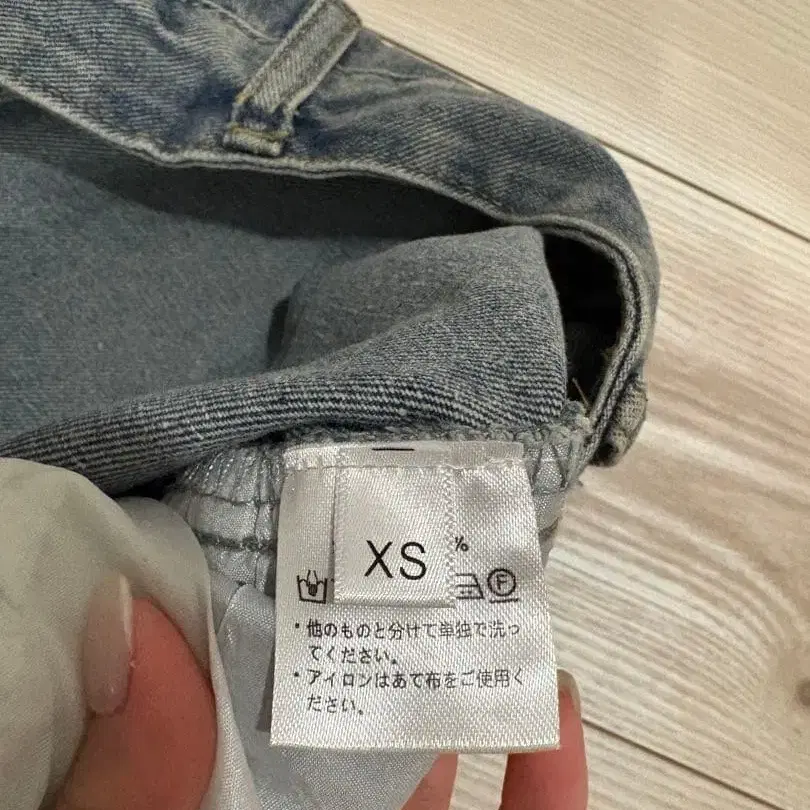 XS
%
F
・他のものと分けて単独で洗っ
てください。
・アイロンはあて布をご使用く
ださい。